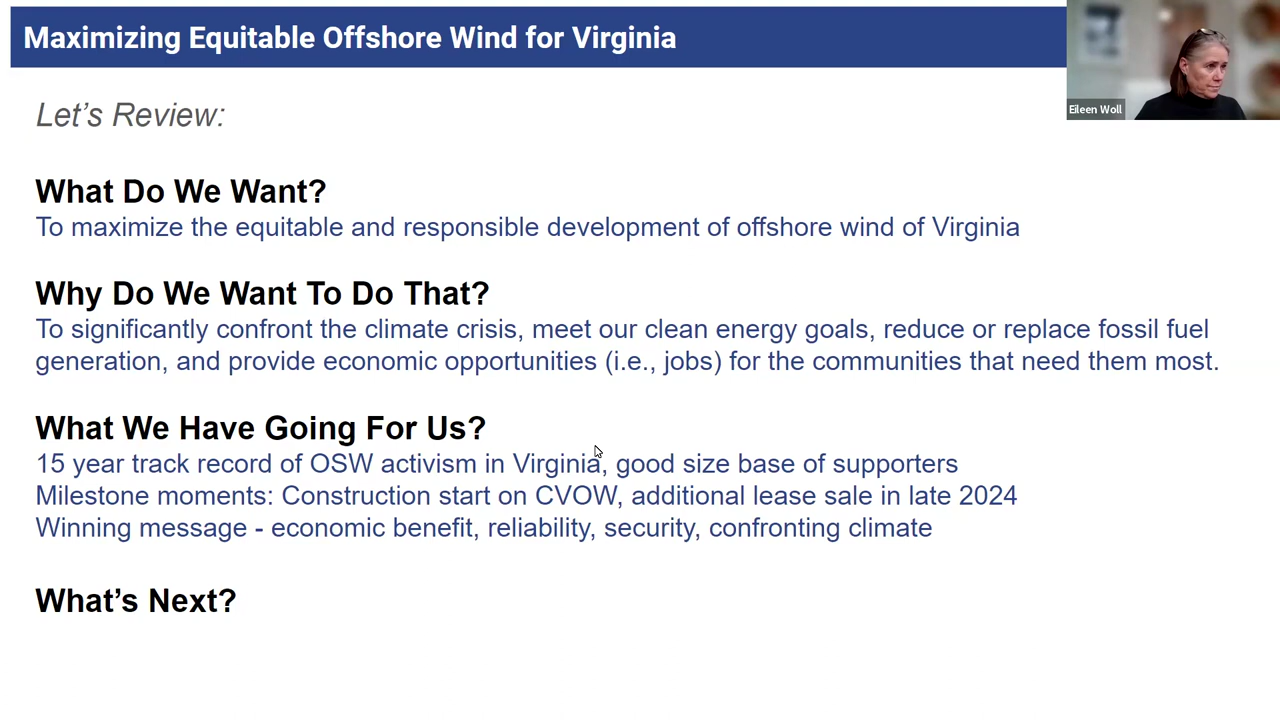 Maximizing Equitable Offshore Wind for Virginia
Eileen Woll
Let’s Review:
What Do We Want?
To maximize the equitable and responsible development of offshore wind of Virginia
Why Do We Want To Do That?
To significantly confront the climate crisis, meet our clean energy goals, reduce or replace fossil fuel
generation, and provide economic opportunities (i.e., jobs) for the communities that need them most.
What We Have Going For Us?
15 year track record of OSW activism in Virginia, good size base of supporters
Milestone moments: Construction start on CVOW, additional lease sale in late 2024
Winning message - economic benefit, reliability, security, confronting climate
What’s Next?